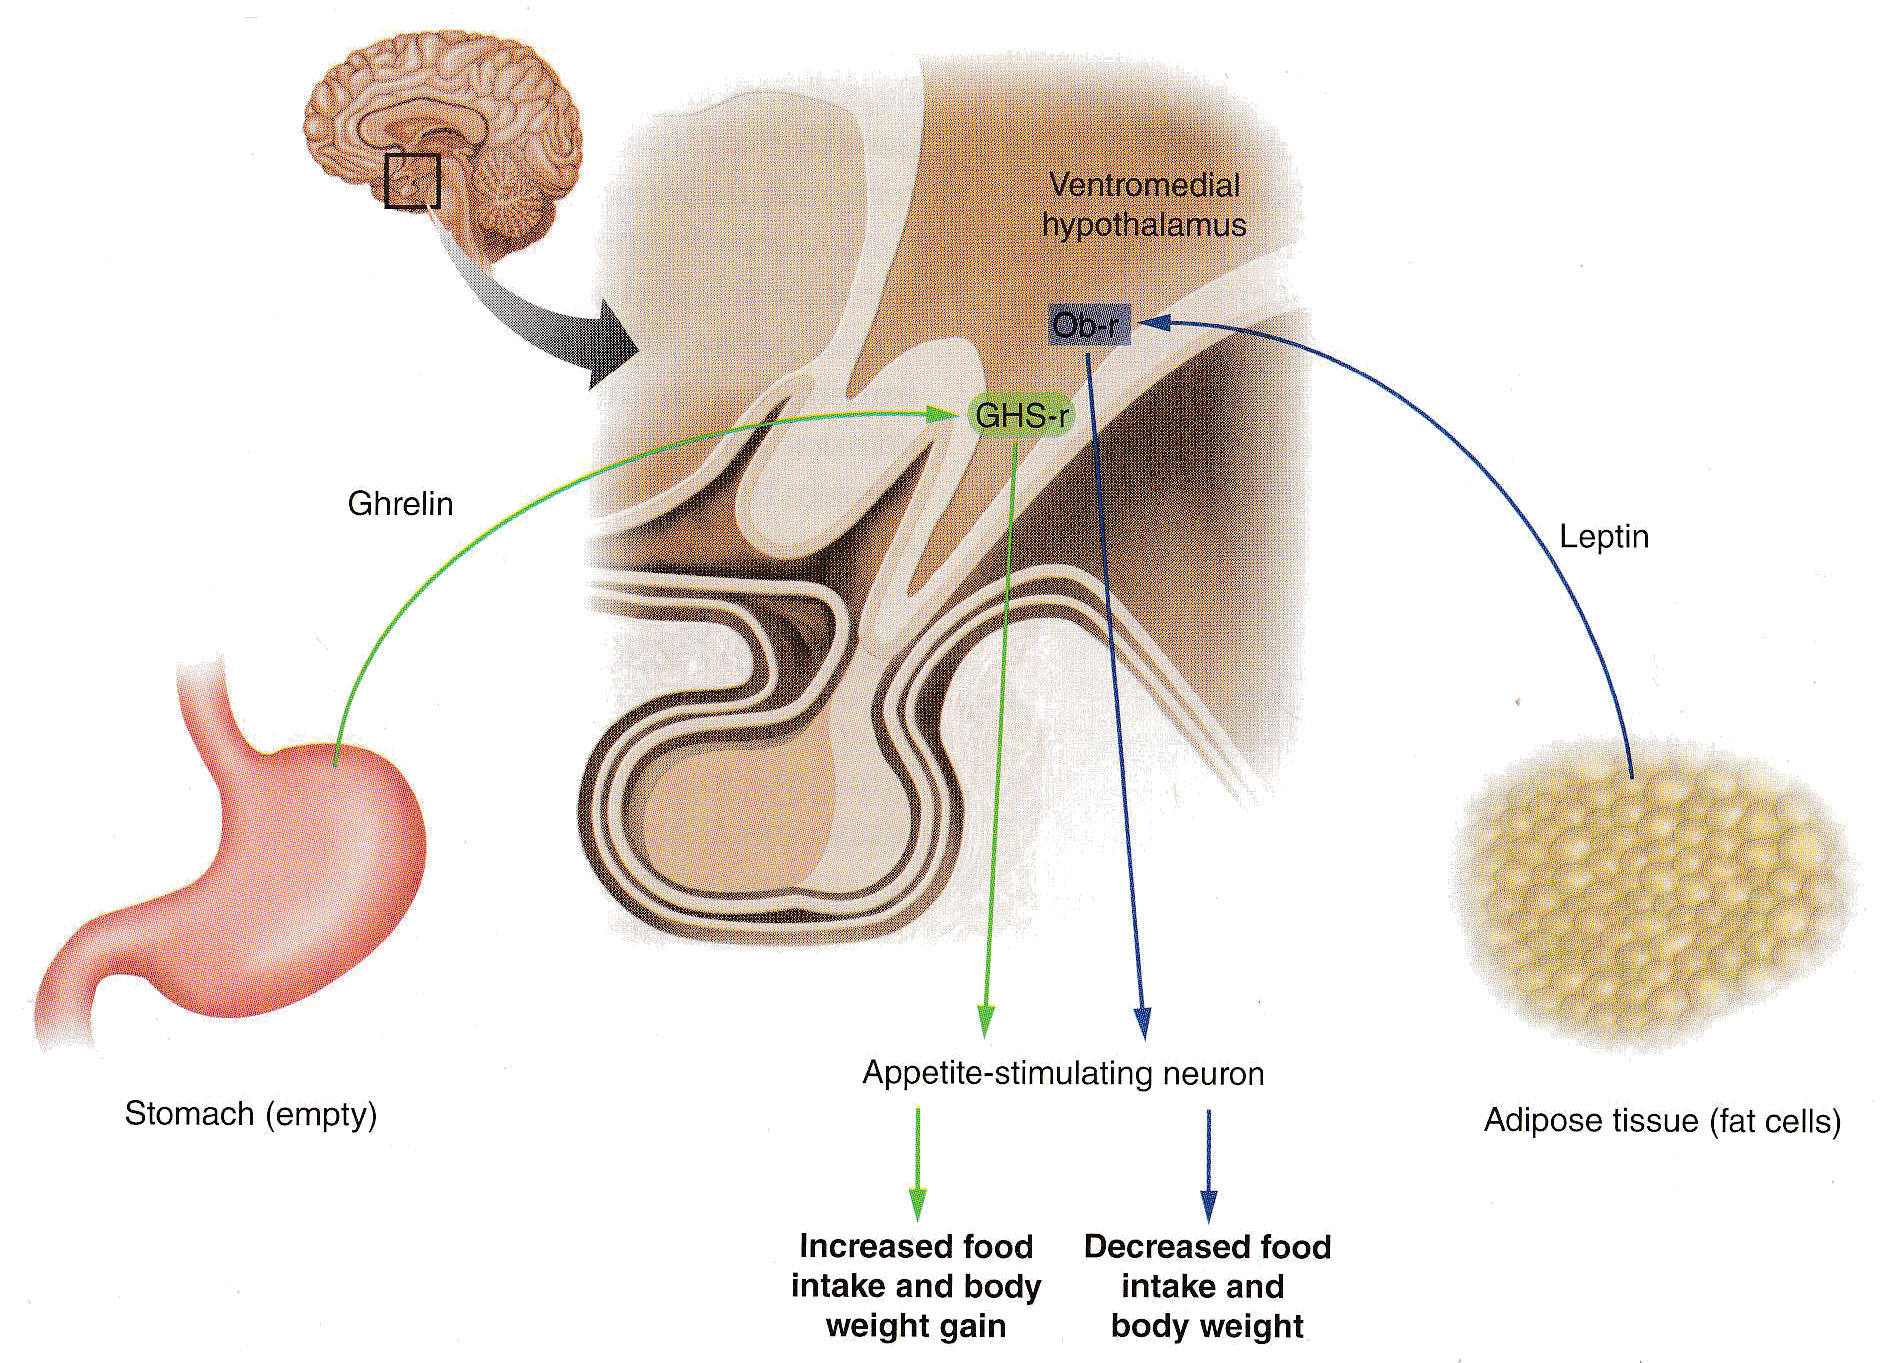 Ventromedial
hypothalamus
Ob-r
GHS-r
Ghrelin
Leptin
Appetite-stimulating neuron
Stomach (empty)
Adipose tissue (fat cells)
Increased food
intake and body
weight gain
Decreased food
intake and
body weight